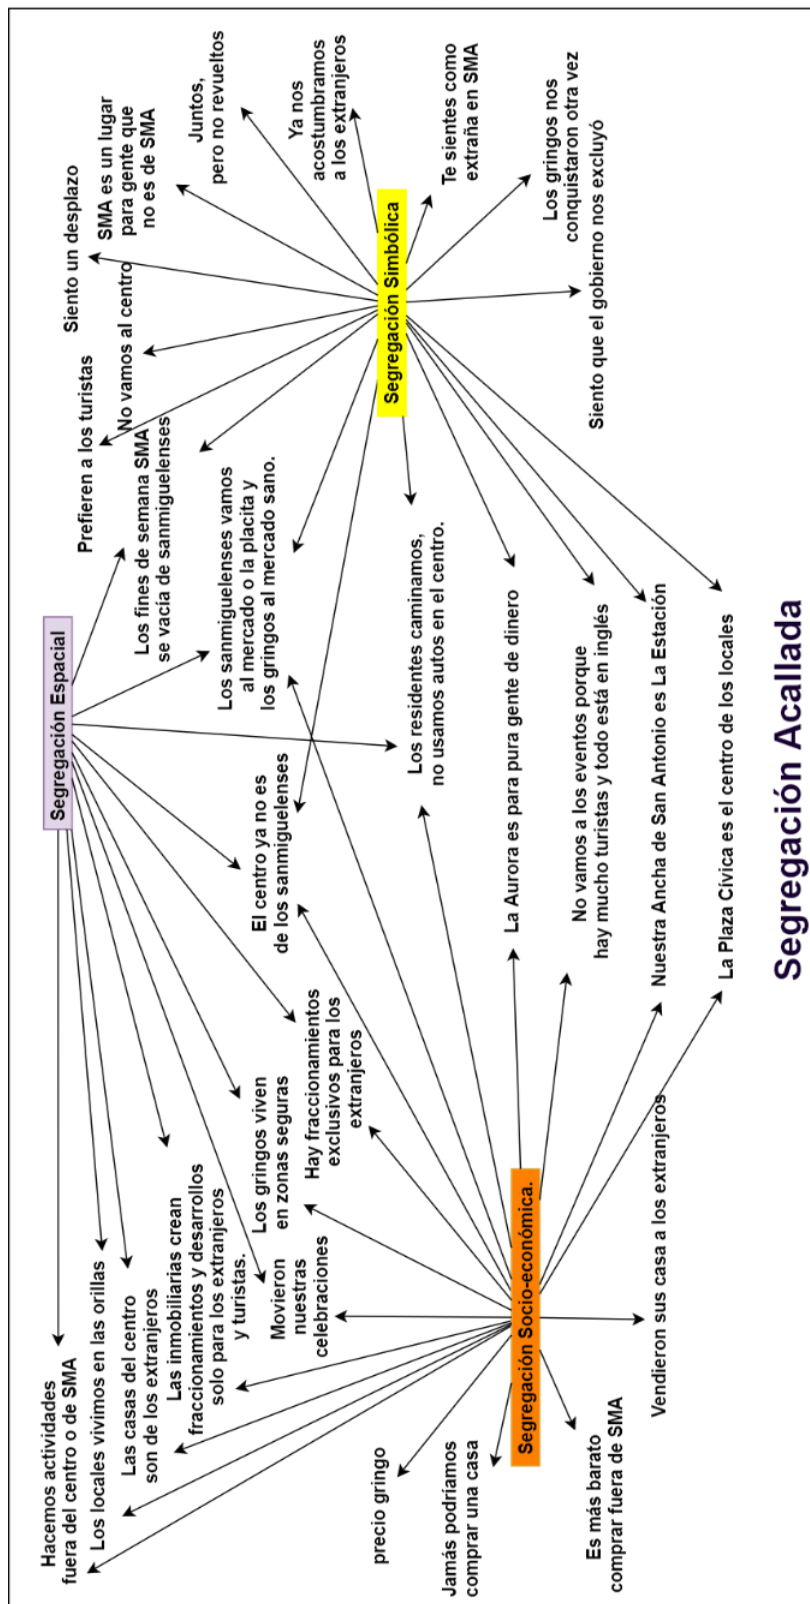 Segregación Espacial
Hacemos actividades
fuera del centro o de SMA
Los locales vivimos en las orillas
Las casas del centro
son de los extranjeros
Las inmobiliarias crean
fraccionamientos y desarrollos
solo para los extranjeros
y turistas.
Movieron
nuestras
celebraciones
Los gringos viven
en zonas seguras
Hay fraccionamientos
exclusivos para los
extranjeros
El centro ya no es
de los sanmiguelenses
Los sanmiguelenses vamos
al mercado o la placita y
los gringos al mercado sano.
Los fines de semana SMA
se vacía de sanmiguelenses
Prefieren a los turistas
No vamos al centro
Siento un desplazo
SMA es un lugar
para gente que
no es de SMA
Juntos,
pero no revueltos
Ya nos
acostumbramos
a los extranjeros
Segregación Simbólica
Te sientes como
extraña en SMA
Los gringos nos
conquistaron otra vez
Siento que el gobierno nos excluyó
Los residentes caminamos,
no usamos autos en el centro.
precio gringo
Jamás podríamos
comprar una casa
Segregación Socio-económica.
Es más barato
comprar fuera de SMA
Vendieron sus casa a los extranjeros
La Aurora es para pura gente de dinero
No vamos a los eventos porque
hay mucho turistas y todo está en inglés
Nuestra Ancha de San Antonio es La Estación
La Plaza Cívica es el centro de los locales
Segregación Acallada